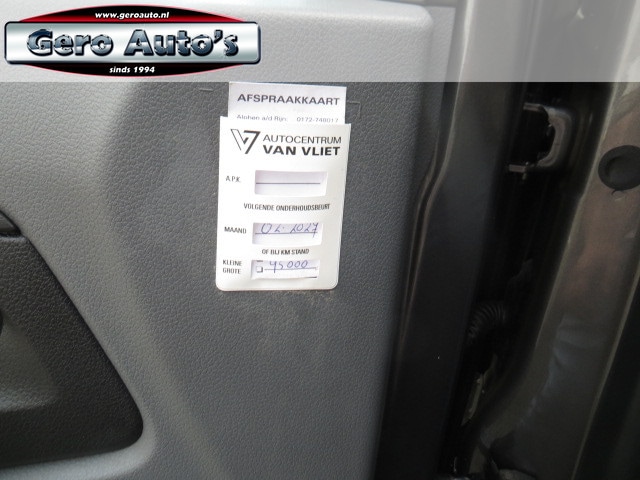 www.geroauto.nl
Gero Auto's
sinds 1994
AFSPRAAKKAART
Alphen a/d Rijn 0172-240017
AUTOCENTRUM
VAN VLIET
A.P.K.
VOLGENDE ONDERHOUDSBEURT
MAAND 02-2027
OF BIJ KM STAND
KLEINE 45000
GROTE